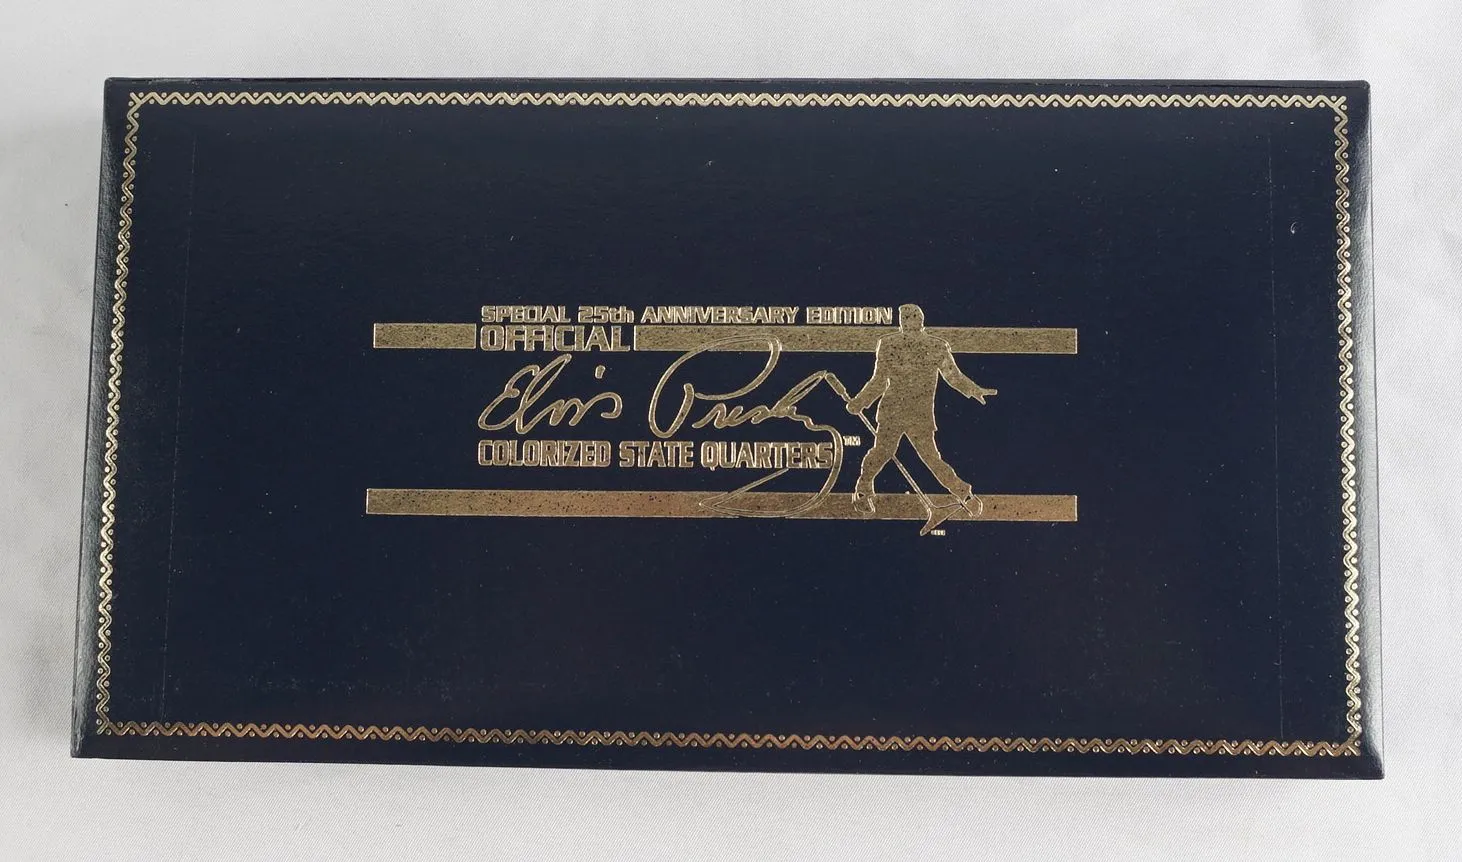 SPECIAL 25th ANNIVERSARY EDITION
OFFICIAL
Elvis Presley
COLORIZED STATE QUARTERS™